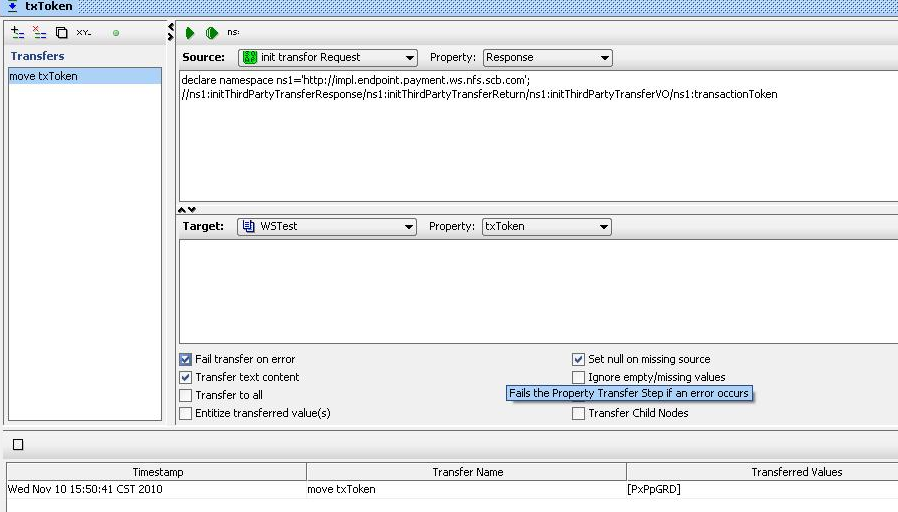 txToken
XY=
ns:
Transfers
move txToken
Source:
init transfor Request
Property:
Response
declare namespace ns1='http://impl.endpoint.payment.ws.nfs.scb.com';
//ns1:initThirdPartyTransferResponse/ns1:initThirdPartyTransferReturn/ns1:initThirdPartyTransferVO/ns1:transactionToken
Target:
WSTest
Property:
txToken
Fail transfer on error
Set null on missing source
Transfer text content
Ignore empty/missing values
Transfer to all
Fails the Property Transfer Step if an error occurs
Entitize transferred value(s)
Transfer Child Nodes
Timestamp
Transfer Name
Transferred Values
Wed Nov 10 15:50:41 CST 2010
move txToken
[PxPpGRD]